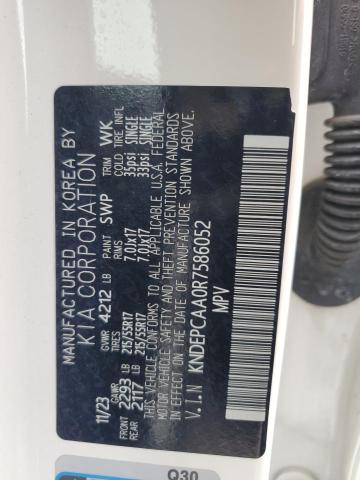 MANUFACTURED IN KOREA BY
KIA CORPORATION
11/23 GVWR 4212 LB PAINT SWP TRIM WK
GAWR TIRES RIMS COLD TIRE INFL
FRONT 2293 LB 215/55R17 7.0Jx17 35psi SINGLE
REAR 2117 LB 215/55R17 7.0Jx17 33psi SINGLE
THIS VEHICLE CONFORMS TO ALL APPLICABLE U.S.A. FEDERAL
MOTOR VEHICLE SAFETY AND THEFT PREVENTION STANDARDS
IN EFFECT ON THE DATE OF MANUFACTURE SHOWN ABOVE.
V.I.N KNDEPCAA0R7586052
MPV
Q30